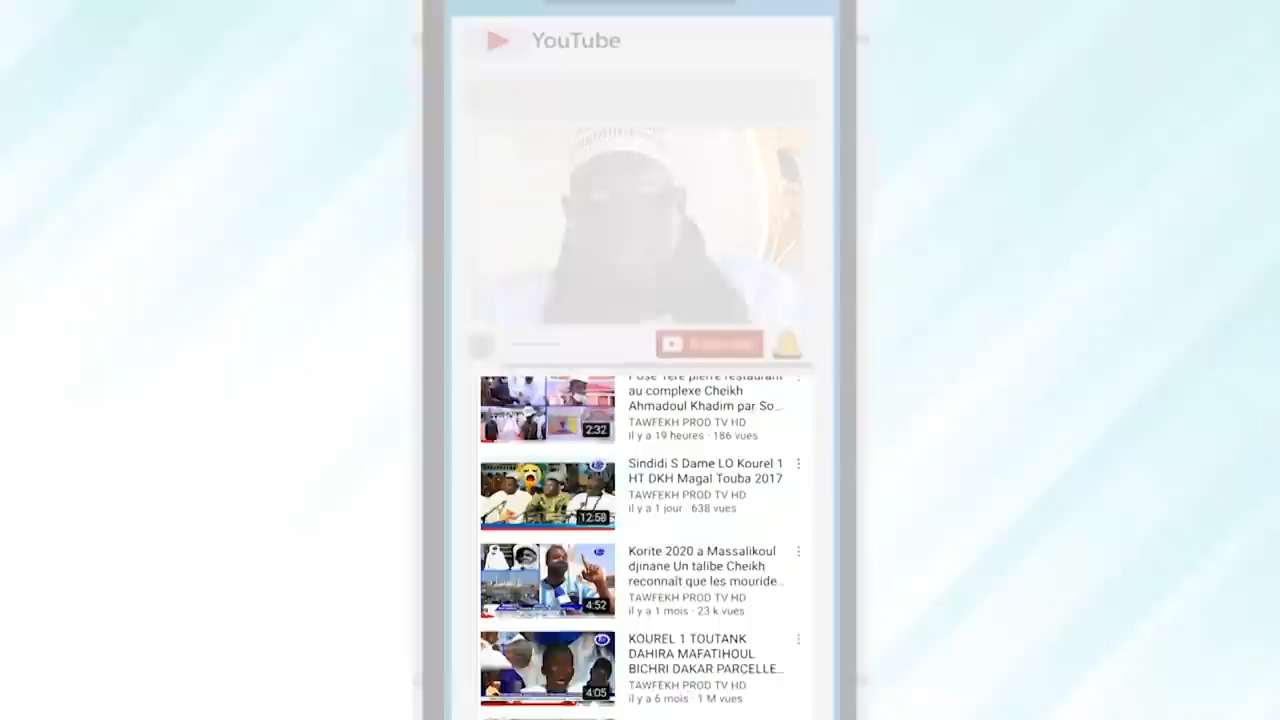 YouTube
au complexe Cheikh
Ahmadoul Khadim par So...
TAWFEKH PROD TV HD
il y a 19 heures · 186 vues
2:32
Sindidi S Dame LO Kourel 1
HT DKH Magal Touba 2017
TAWFEKH PROD TV HD
il y a 1 jour · 638 vues
12:58
Korite 2020 a Massalikoul
djinane Un talibe Cheikh
reconnaît que les mouride...
TAWFEKH PROD TV HD
il y a 1 mois · 23 k vues
4:52
KOUREL 1 TOUTANK
DAHIRA MAFATIHOUL
BICHRI DAKAR PARCELLE...
TAWFEKH PROD TV HD
il y a 6 mois · 1 M vues
4:05